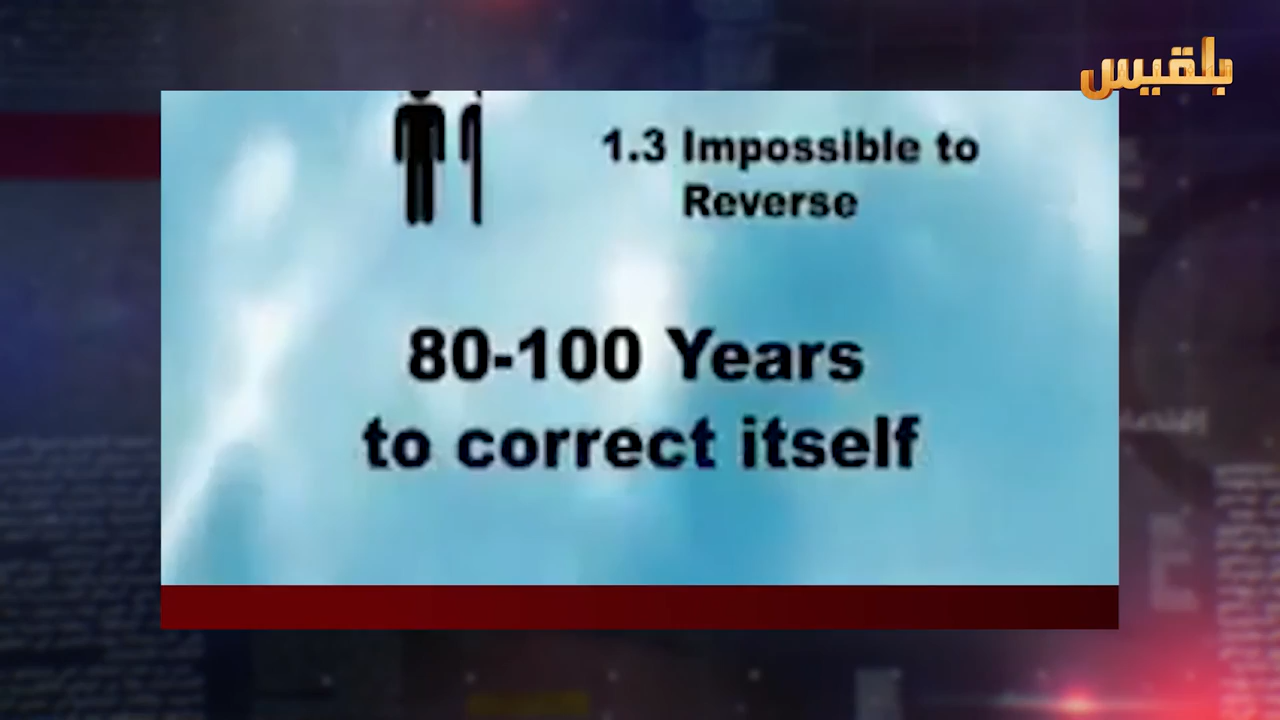 بلقيس
1.3 Impossible to
Reverse
80-100 Years
to correct itself